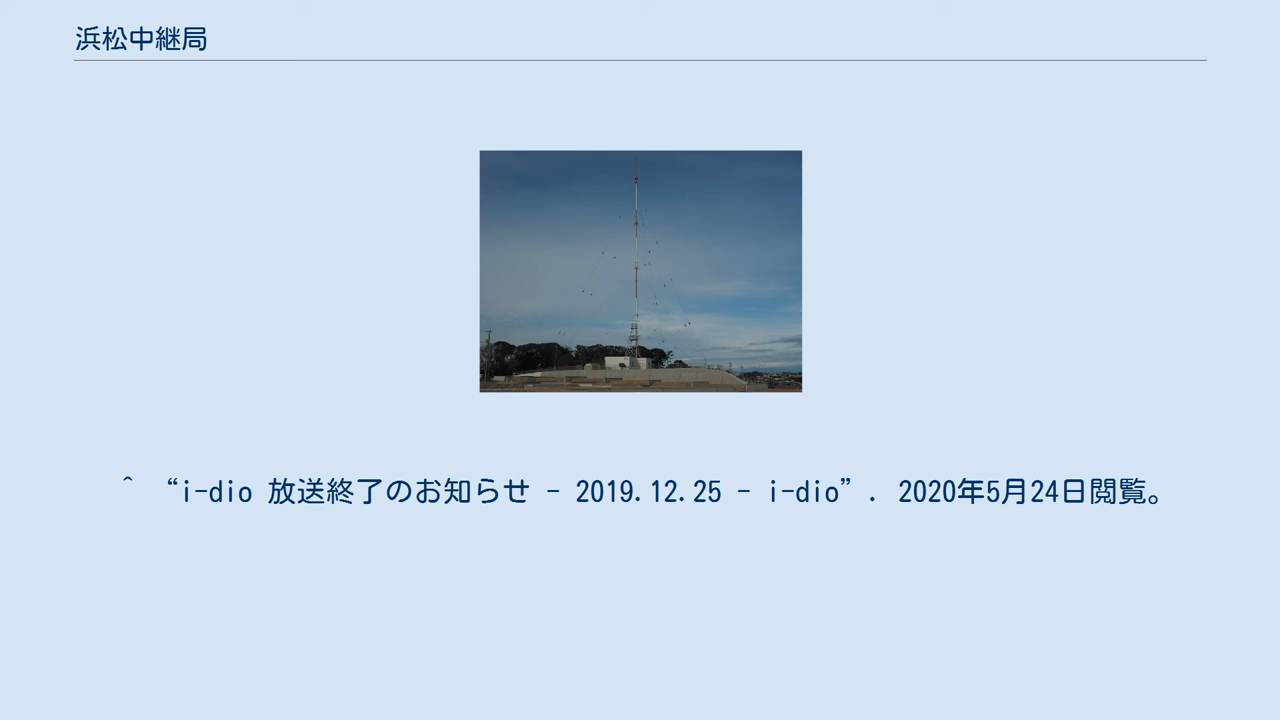 浜松中継局
^ “i-dio 放送終了のお知らせ - 2019.12.25 - i-dio”. 2020年5月24日閲覧。